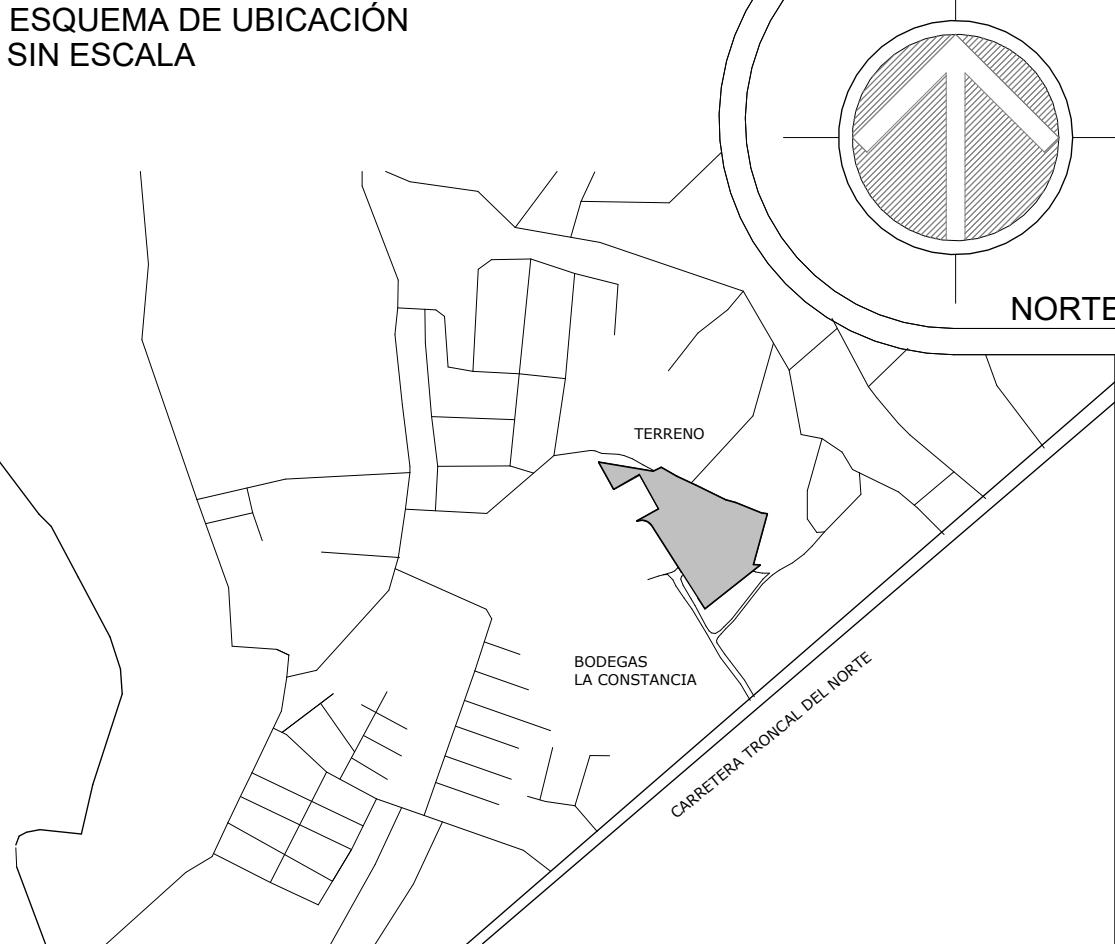 ESQUEMA DE UBICACIÓN
SIN ESCALA
NORTE
TERRENO
BODEGAS
LA CONSTANCIA
CARRETERA TRONCAL DEL NORTE